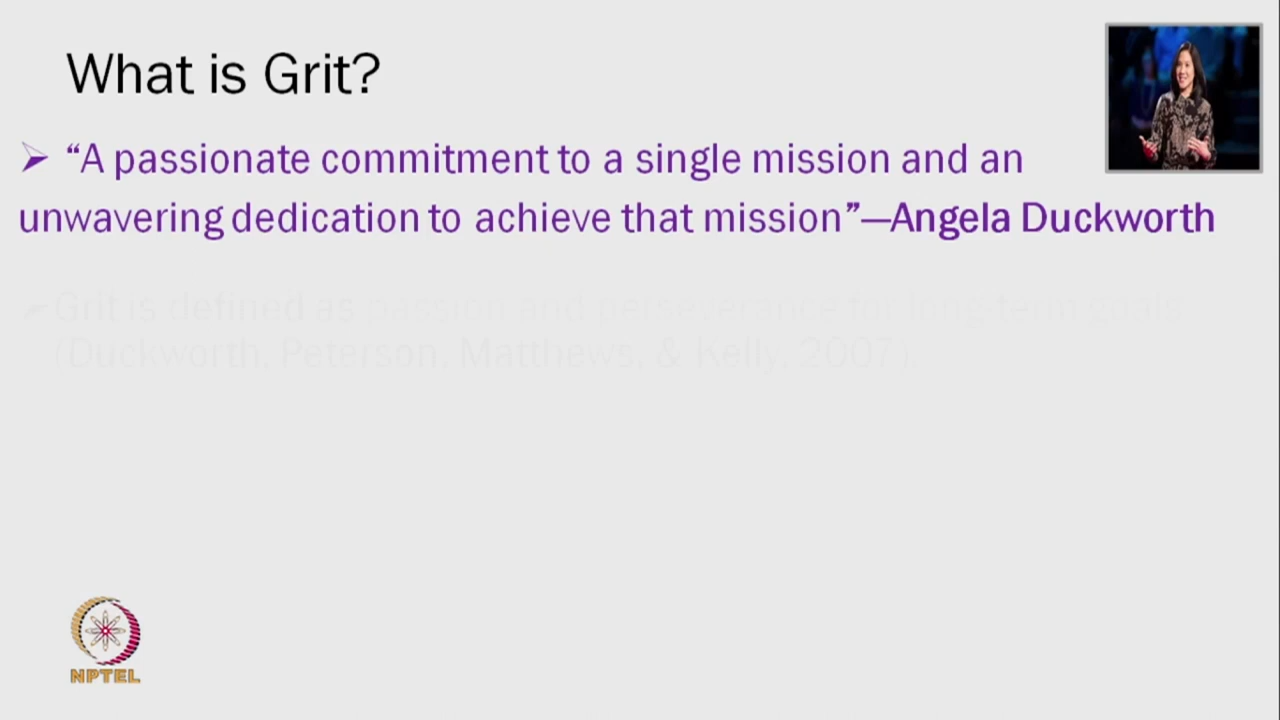 What is Grit?
➢ “A passionate commitment to a single mission and an
unwavering dedication to achieve that mission”—Angela Duckworth
➢Grit is defined as passion and perseverance for long-term goals
(Duckworth, Peterson, Matthews, & Kelly, 2007).
NPTEL